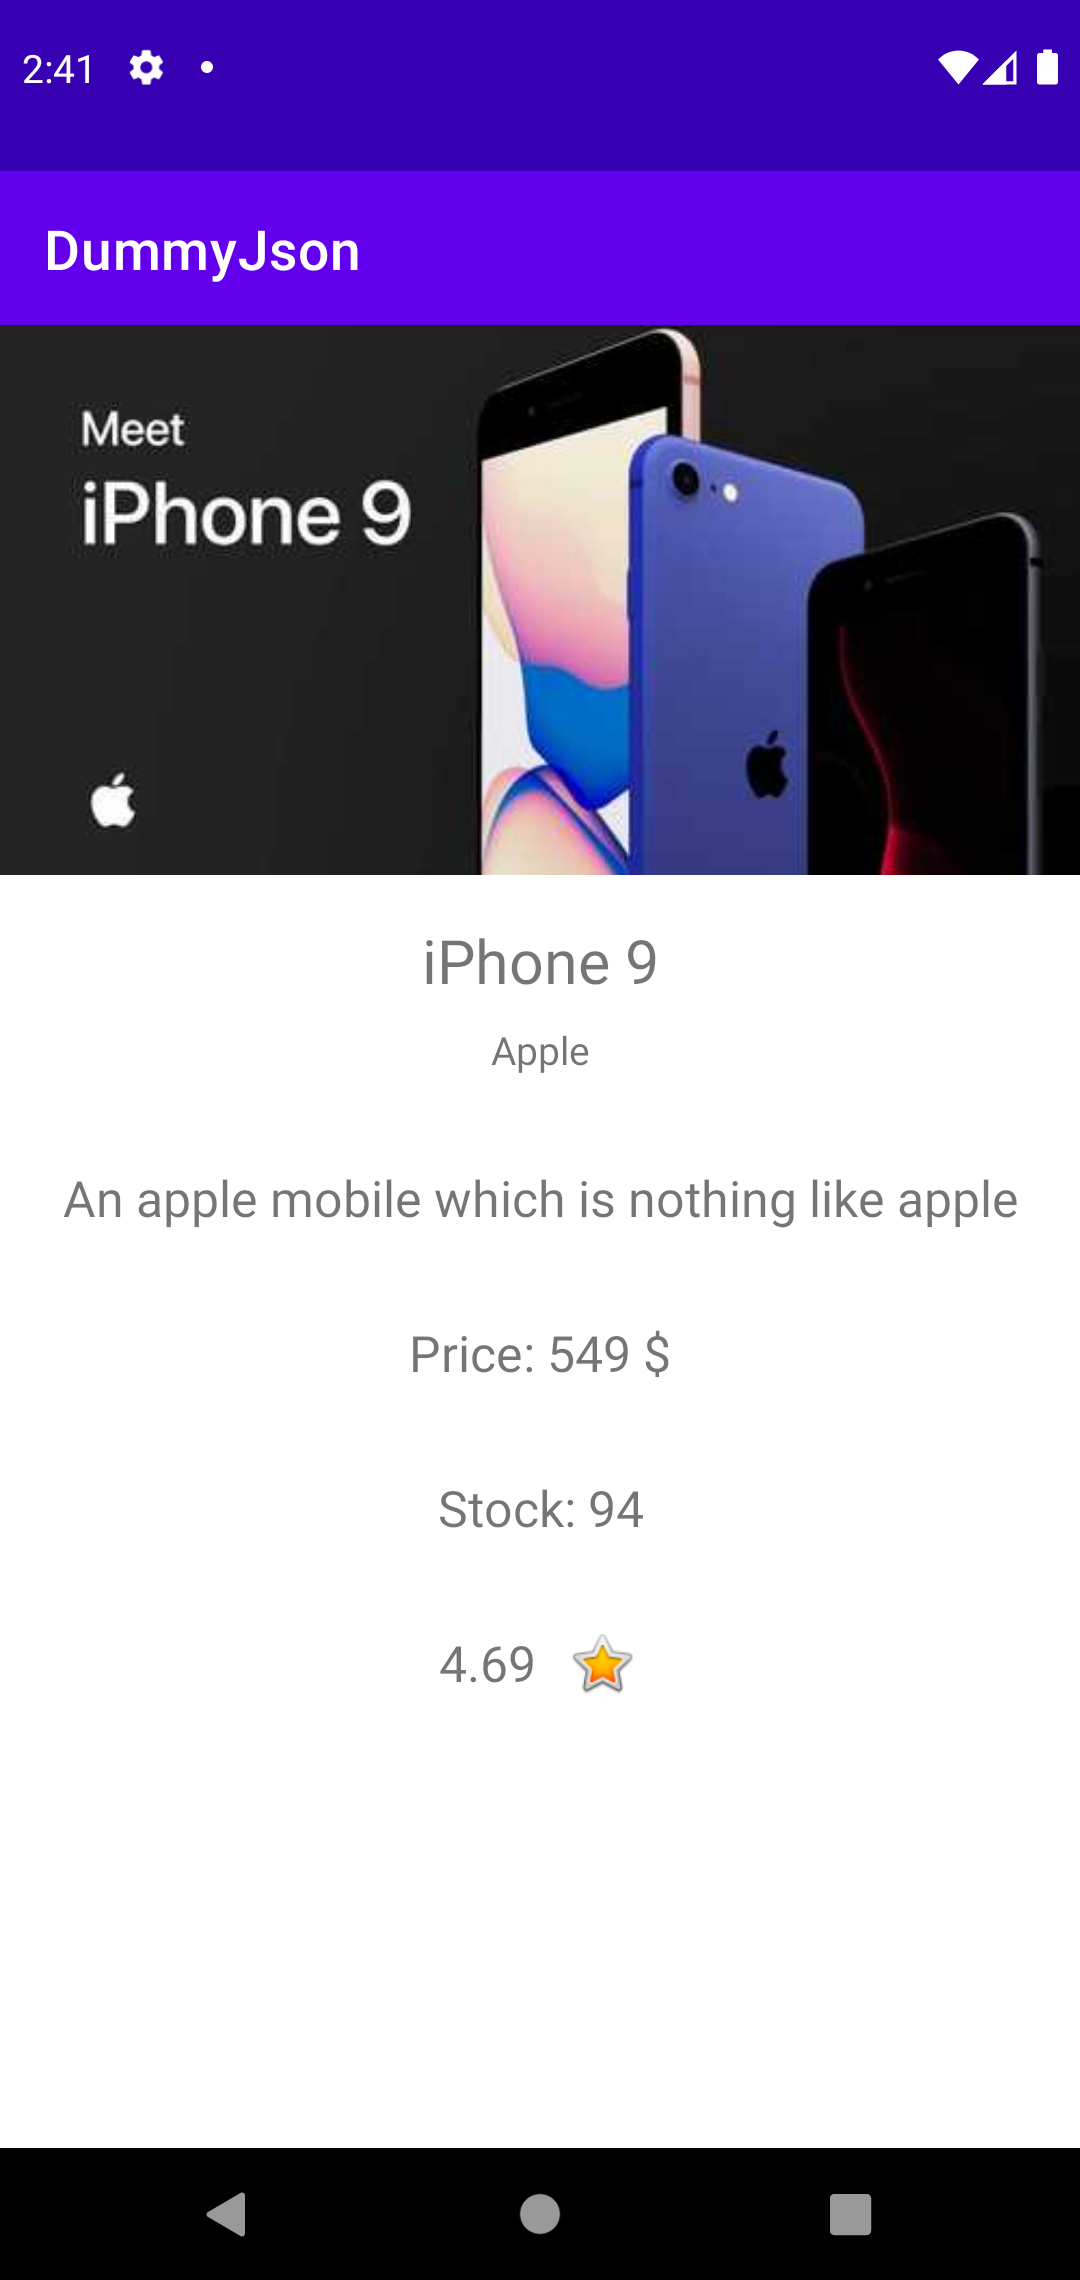 2:41
DummyJson
Meet
iPhone 9
iPhone 9
Apple
An apple mobile which is nothing like apple
Price: 549 $
Stock: 94
4.69